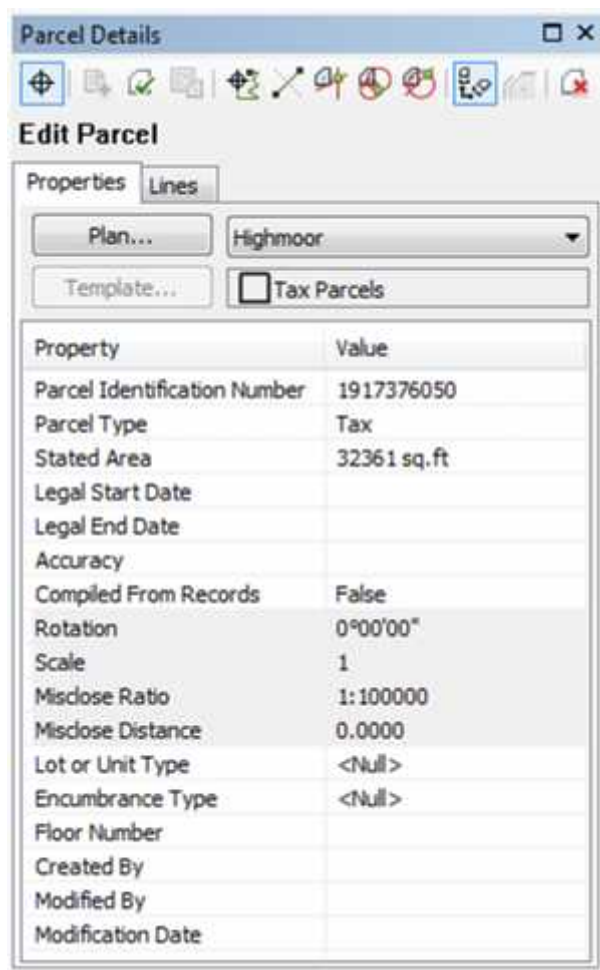 Parcel Details
Edit Parcel
Properties Lines
Plan... Highmoor
Template... Tax Parcels
Property Value
Parcel Identification Number 1917376050
Parcel Type Tax
Stated Area 32361 sq.ft
Legal Start Date
Legal End Date
Accuracy
Compiled From Records False
Rotation 0°00'00"
Scale 1
Misclose Ratio 1:100000
Misclose Distance 0.0000
Lot or Unit Type <Null>
Encumbrance Type <Null>
Floor Number
Created By
Modified By
Modification Date